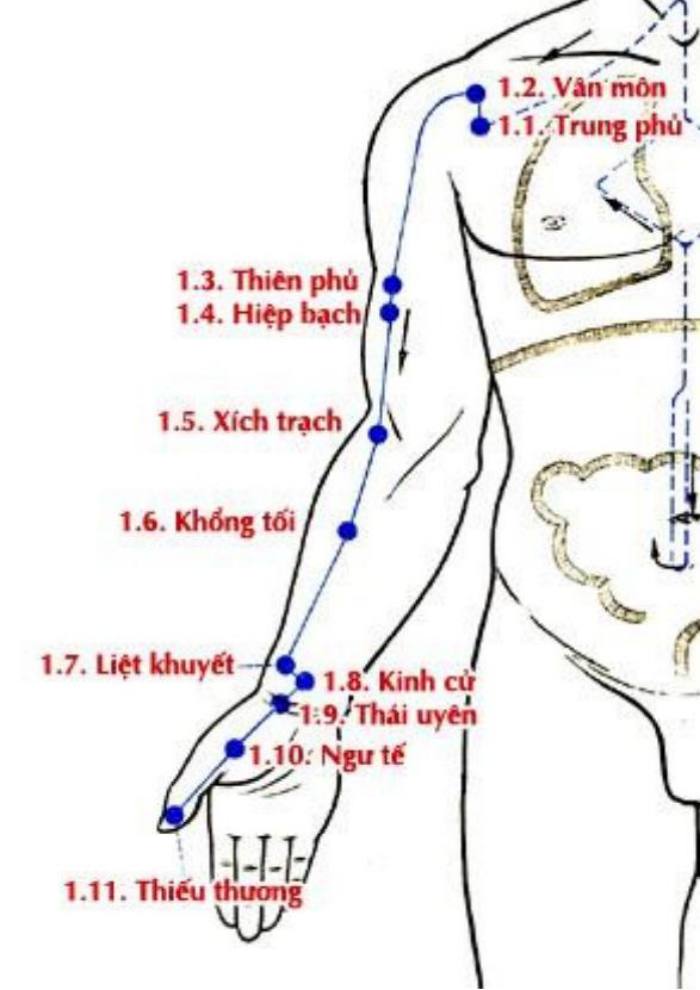 1.2. Vân môn
1.1. Trung phủ
1.3. Thiên phủ
1.4. Hiệp bạch
1.5. Xích trạch
1.6. Khổng tối
1.7. Liệt khuyết
1.8. Kinh cừ
1.9. Thái uyên
1.10. Ngư tế
1.11. Thiếu thương